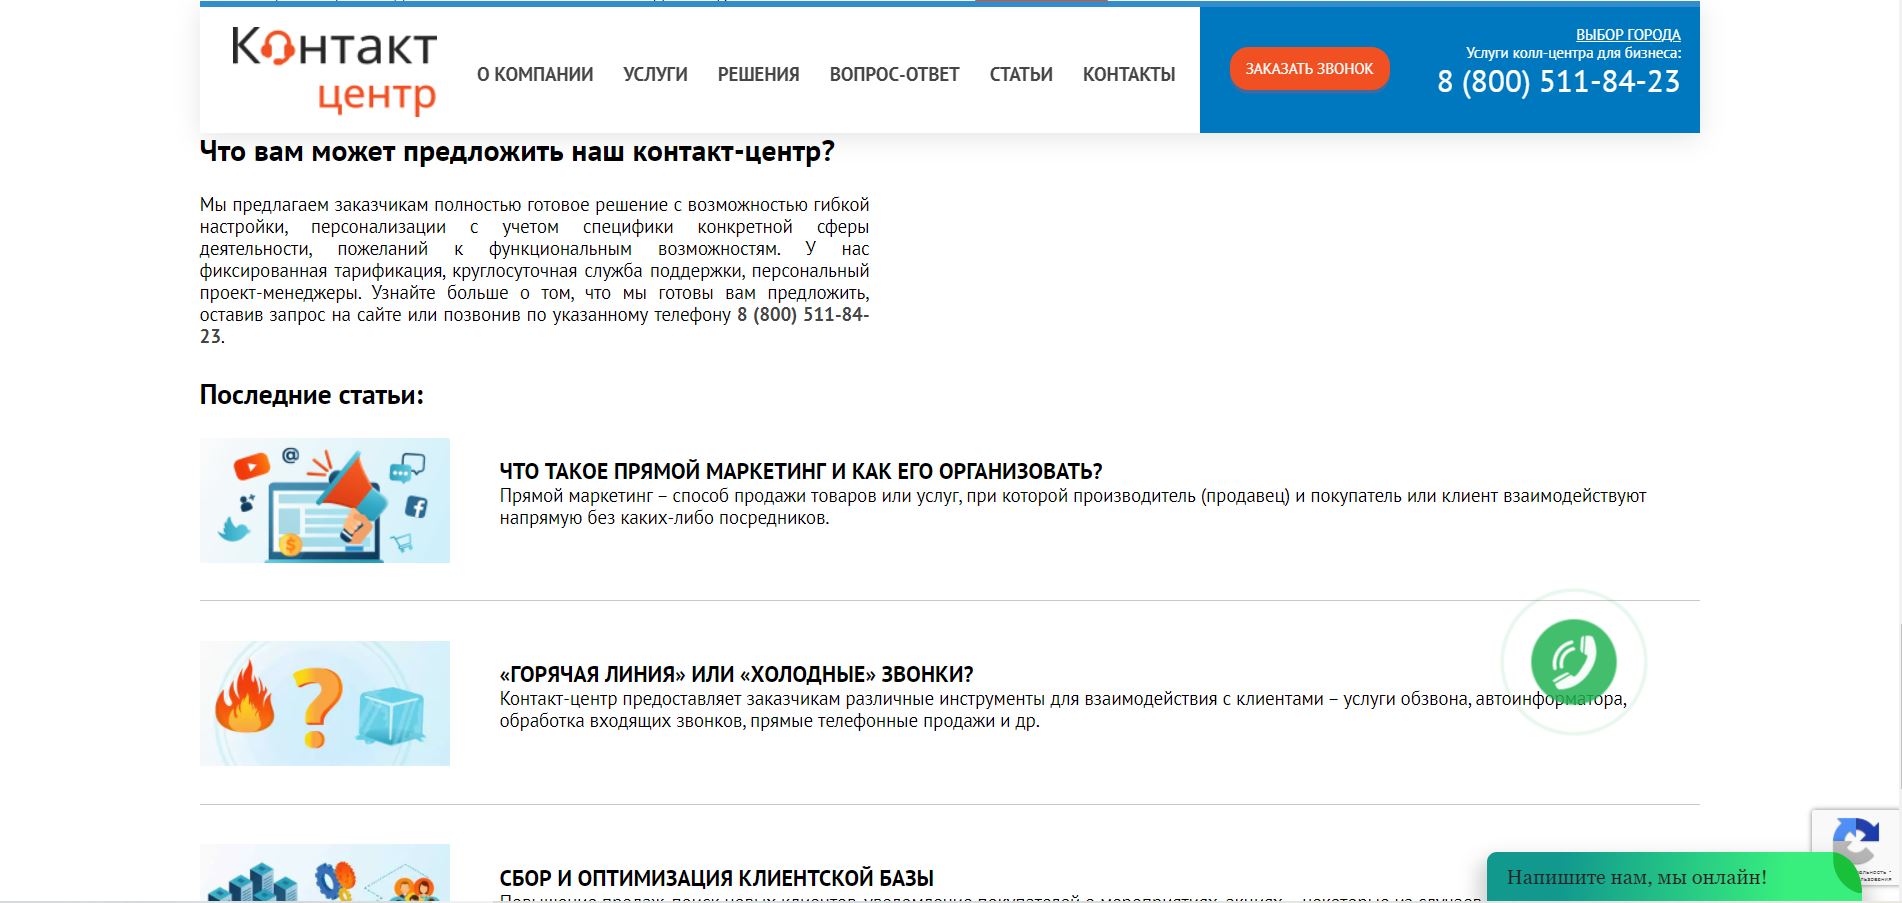 Контакт
центр
О КОМПАНИИ
УСЛУГИ
РЕШЕНИЯ
ВОПРОС-ОТВЕТ
СТАТЬИ
КОНТАКТЫ
ЗАКАЗАТЬ ЗВОНОК
ВЫБОР ГОРОДА
Услуги колл-центра для бизнеса:
8 (800) 511-84-23
Что вам может предложить наш контакт-центр?
Мы предлагаем заказчикам полностью готовое решение с возможностью гибкой
настройки, персонализации с учетом специфики конкретной сферы
деятельности, пожеланий к функциональным возможностям. У нас
фиксированная тарификация, круглосуточная служба поддержки, персональный
проект-менеджеры. Узнайте больше о том, что мы готовы вам предложить,
оставив запрос на сайте или позвонив по указанному телефону 8 (800) 511-84-
23.
Последние статьи:
ЧТО ТАКОЕ ПРЯМОЙ МАРКЕТИНГ И КАК ЕГО ОРГАНИЗОВАТЬ?
Прямой маркетинг – способ продажи товаров или услуг, при которой производитель (продавец) и покупатель или клиент взаимодействуют
напрямую без каких-либо посредников.
«ГОРЯЧАЯ ЛИНИЯ» ИЛИ «ХОЛОДНЫЕ» ЗВОНКИ?
Контакт-центр предоставляет заказчикам различные инструменты для взаимодействия с клиентами – услуги обзвона, автоинформатора,
обработка входящих звонков, прямые телефонные продажи и др.
СБОР И ОПТИМИЗАЦИЯ КЛИЕНТСКОЙ БАЗЫ
Напишите нам, мы онлайн!